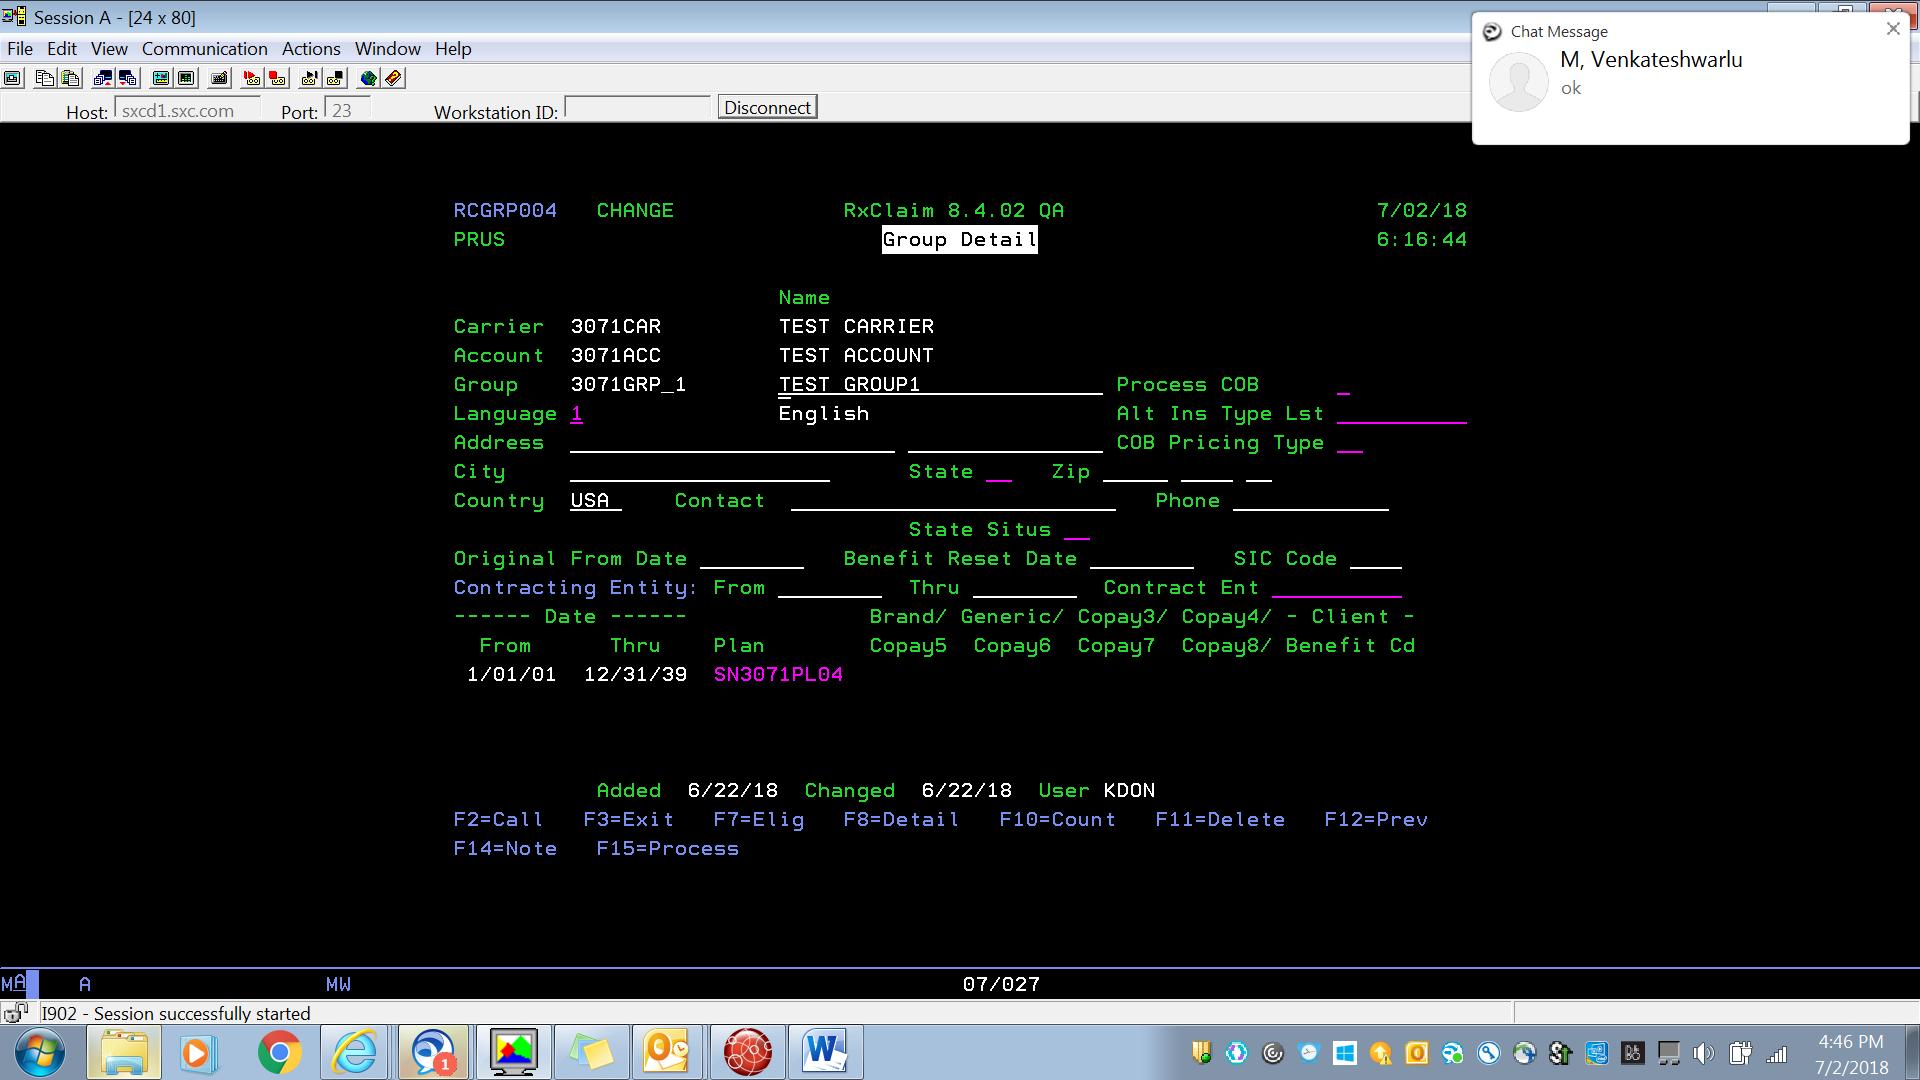 Session A - [24 x 80]
File Edit View Communication Actions Window Help
Host: sxcd1.sxc.com Port: 23 Workstation ID: Disconnect
Chat Message
M, Venkateshwarlu
ok
RCGRP004 CHANGE RxClaim 8.4.02 QA 7/02/18
PRUS Group Detail 6:16:44
Name
Carrier 3071CAR TEST CARRIER
Account 3071ACC TEST ACCOUNT
Group 3071GRP_1 TEST GROUP1 Process COB
Language 1 English Alt Ins Type Lst
Address COB Pricing Type
City State Zip
Country USA Contact Phone
State Situs
Original From Date Benefit Reset Date SIC Code
Contracting Entity: From Thru Contract Ent
------ Date ------ Brand/ Generic/ Copay3/ Copay4/ - Client -
From Thru Plan Copay5 Copay6 Copay7 Copay8/ Benefit Cd
1/01/01 12/31/39 SN3071PL04
Added 6/22/18 Changed 6/22/18 User KDON
F2=Call F3=Exit F7=Elig F8=Detail F10=Count F11=Delete F12=Prev
F14=Note F15=Process
MA A MW 07/027
I902 - Session successfully started
1
4:46 PM
7/2/2018